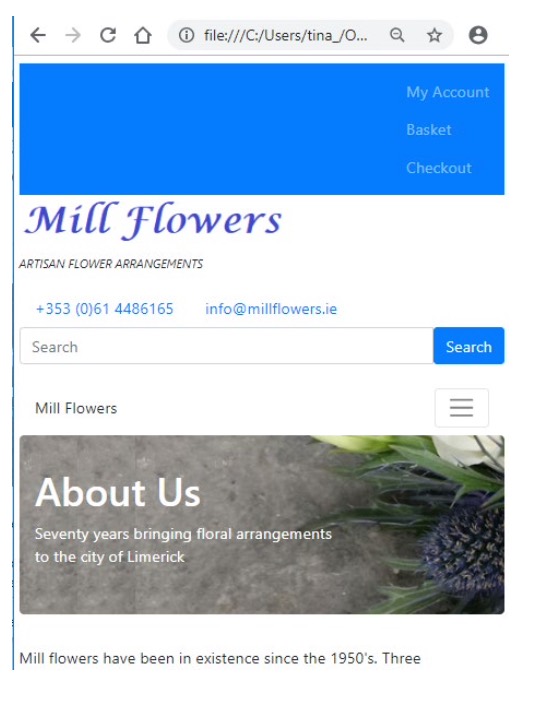 file:///C:/Users/tina_/O...
My Account
Basket
Checkout
Mill Flowers
ARTISAN FLOWER ARRANGEMENTS
+353 (0)61 4486165 info@millflowers.ie
Search Search
Mill Flowers
About Us
Seventy years bringing floral arrangements
to the city of Limerick
Mill flowers have been in existence since the 1950's. Three